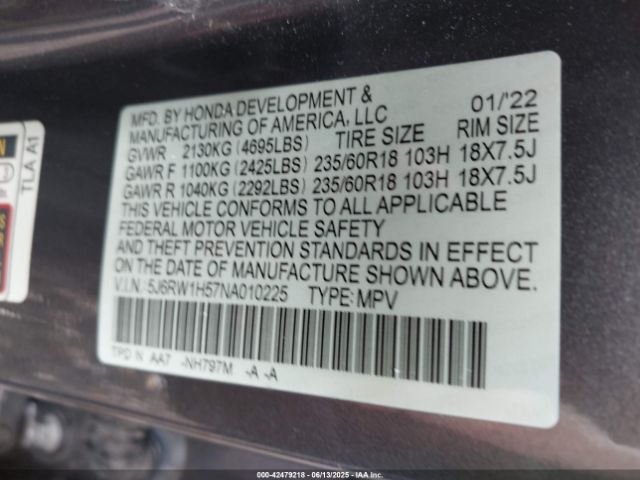 MFD. BY HONDA DEVELOPMENT & 01/'22
MANUFACTURING OF AMERICA, LLC
GVWR 2130KG (4695LBS) TIRE SIZE RIM SIZE
GAWR F 1100KG (2425LBS) 235/60R18 103H 18X7.5J
GAWR R 1040KG (2292LBS) 235/60R18 103H 18X7.5J
THIS VEHICLE CONFORMS TO ALL APPLICABLE
FEDERAL MOTOR VEHICLE SAFETY
AND THEFT PREVENTION STANDARDS IN EFFECT
ON THE DATE OF MANUFACTURE SHOWN ABOVE.
V.I.N.: 5J6RW1H57NA010225 TYPE: MPV
TPD N AA7 -NH797M -A -A
TLA A1
00-42479218 - 06/13/2025 - Copyright IAA, Inc.